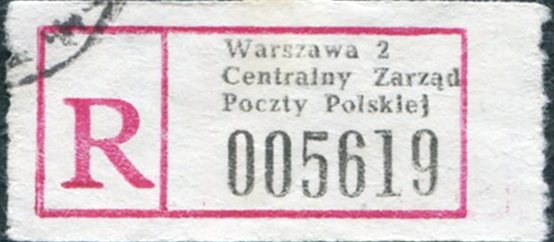 Warszawa 2
Centralny Zarząd
Poczty Polskiej
R
005619